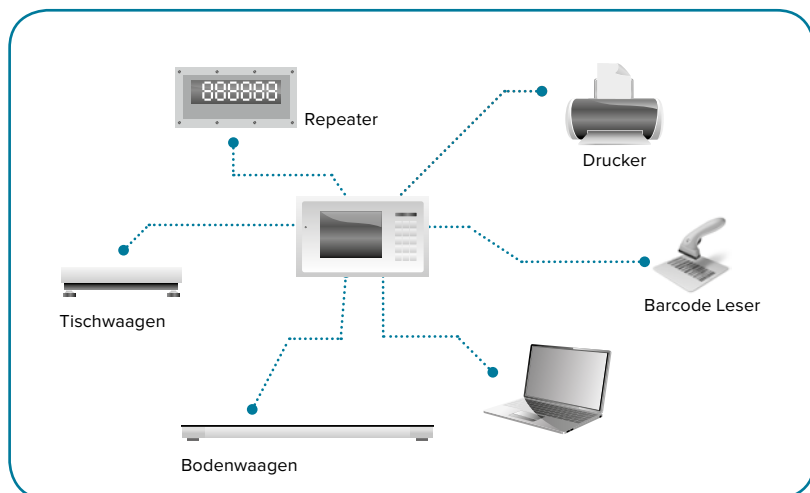 888888
Repeater
Drucker
Barcode Leser
Tischwaagen
Bodenwaagen